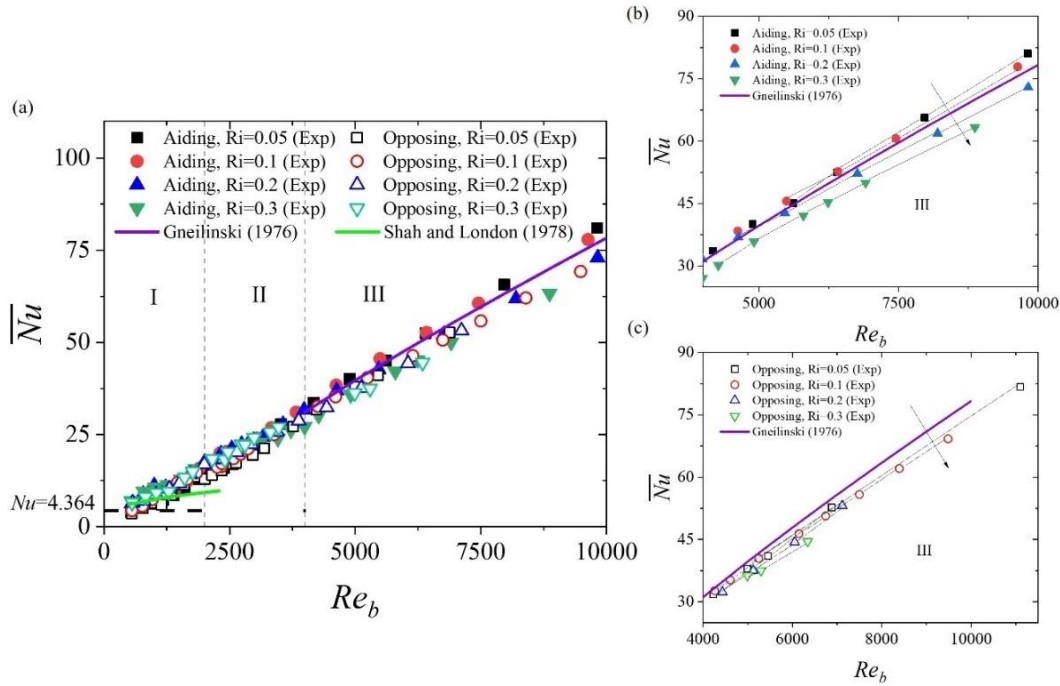 (a)
Aiding, Ri=0.05 (Exp)
Aiding, Ri=0.1 (Exp)
Aiding, Ri=0.2 (Exp)
Aiding, Ri=0.3 (Exp)
Gneilinski (1976)
Opposing, Ri=0.05 (Exp)
Opposing, Ri=0.1 (Exp)
Opposing, Ri=0.2 (Exp)
Opposing, Ri=0.3 (Exp)
Shah and London (1978)
I
II
III
100
75
50
25
0
Nu
Nu=4.364
0
2500
5000
7500
10000
Re_b
(b)
Aiding, Ri=0.05 (Exp)
Aiding, Ri=0.1 (Exp)
Aiding, Ri=0.2 (Exp)
Aiding, Ri=0.3 (Exp)
Gneilinski (1976)
90
75
60
45
30
Nu
III
5000
7500
10000
Re_b
(c)
Opposing, Ri=0.05 (Exp)
Opposing, Ri=0.1 (Exp)
Opposing, Ri=0.2 (Exp)
Opposing, Ri=0.3 (Exp)
Gneilinski (1976)
90
75
60
45
30
Nu
III
4000
6000
8000
10000
Re_b